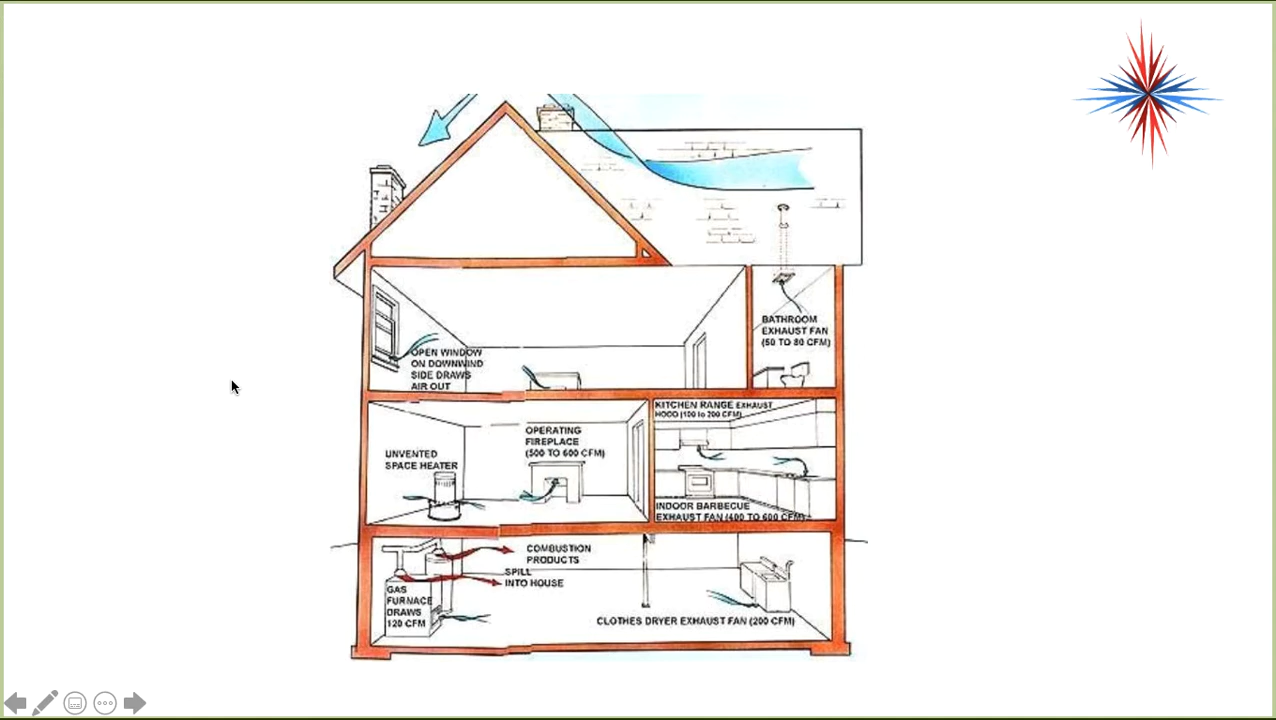 BATHROOM
EXHAUST FAN
(50 TO 80 CFM)
OPEN WINDOW
ON DOWNWIND
SIDE DRAWS
AIR OUT
KITCHEN RANGE EXHAUST
HOOD (100 to 200 CFM)
OPERATING
FIREPLACE
(500 TO 600 CFM)
UNVENTED
SPACE HEATER
INDOOR BARBECUE
EXHAUST FAN (400 TO 600 CFM)
COMBUSTION
PRODUCTS
SPILL
INTO HOUSE
GAS
FURNACE
DRAWS
120 CFM
CLOTHES DRYER EXHAUST FAN (200 CFM)